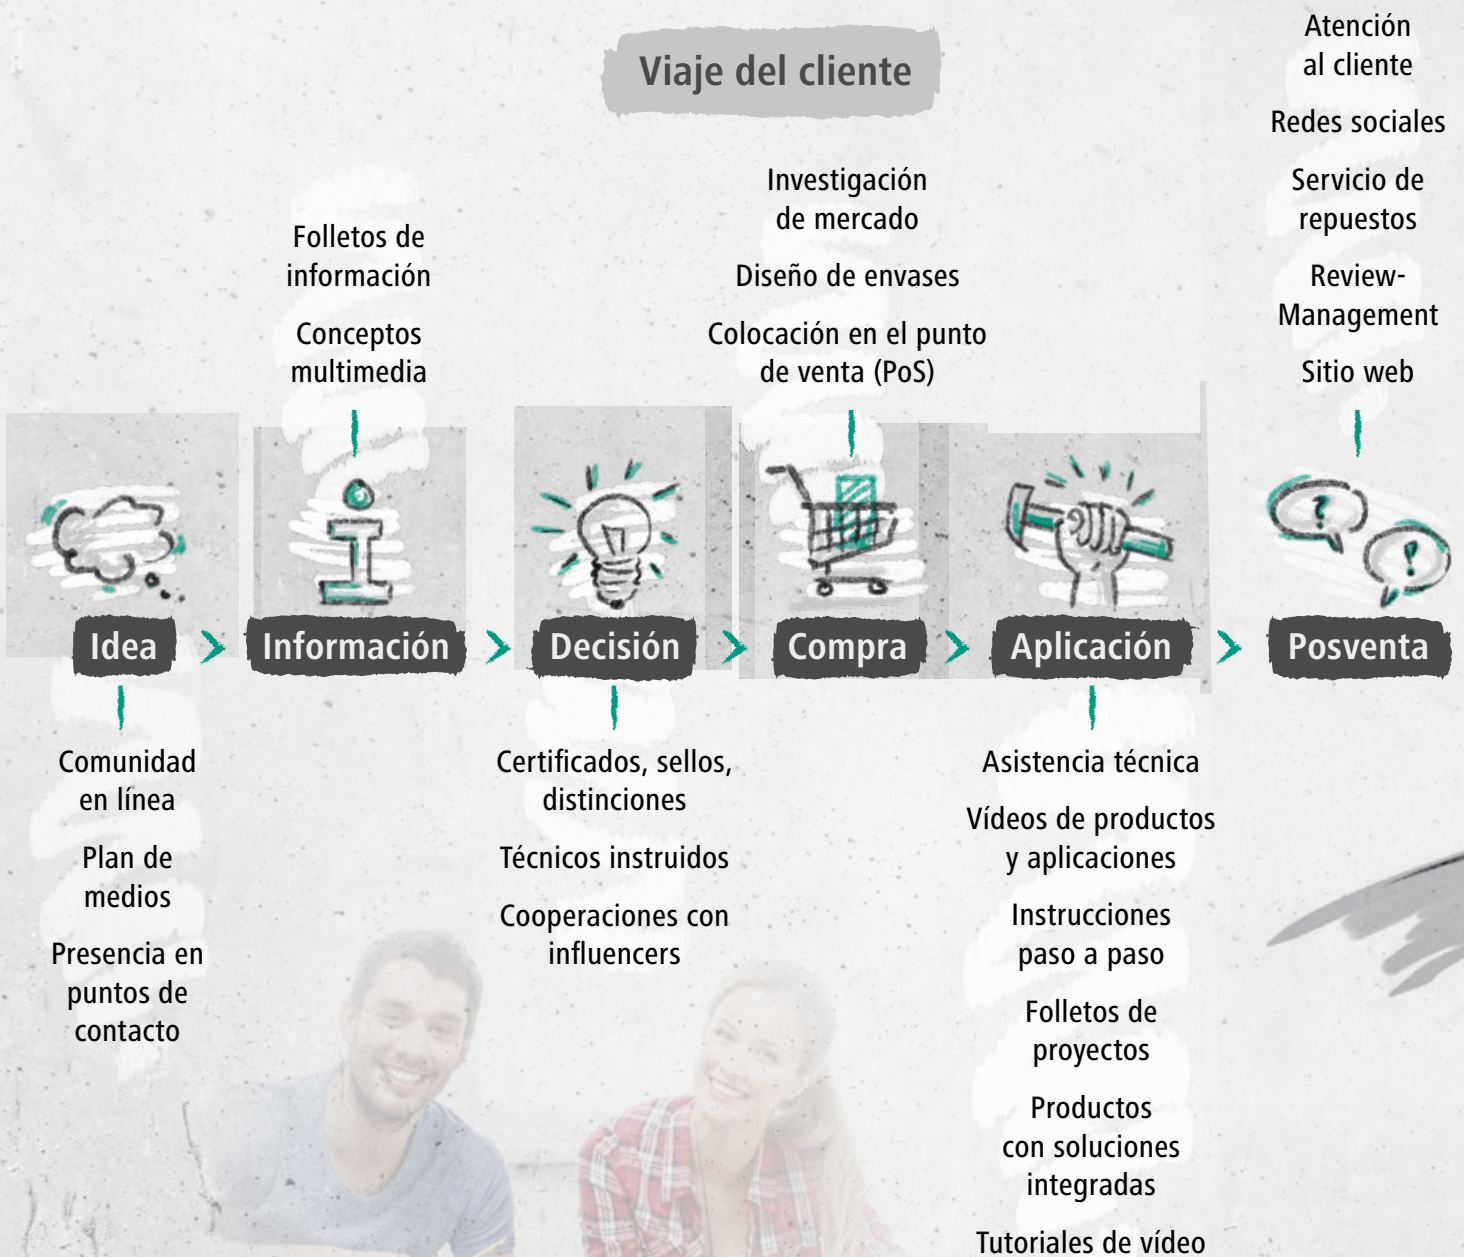 Viaje del cliente
Atención
al cliente
Redes sociales
Servicio de
repuestos
Review-
Management
Sitio web
Investigación
de mercado
Diseño de envases
Colocación en el punto
de venta (PoS)
Folletos de
información
Conceptos
multimedia
Idea
Información
Decisión
Compra
Aplicación
Posventa
Comunidad
en línea
Plan de
medios
Presencia en
puntos de
contacto
Certificados, sellos,
distinciones
Técnicos instruidos
Cooperaciones con
influencers
Asistencia técnica
Vídeos de productos
y aplicaciones
Instrucciones
paso a paso
Folletos de
proyectos
Productos
con soluciones
integradas
Tutoriales de vídeo